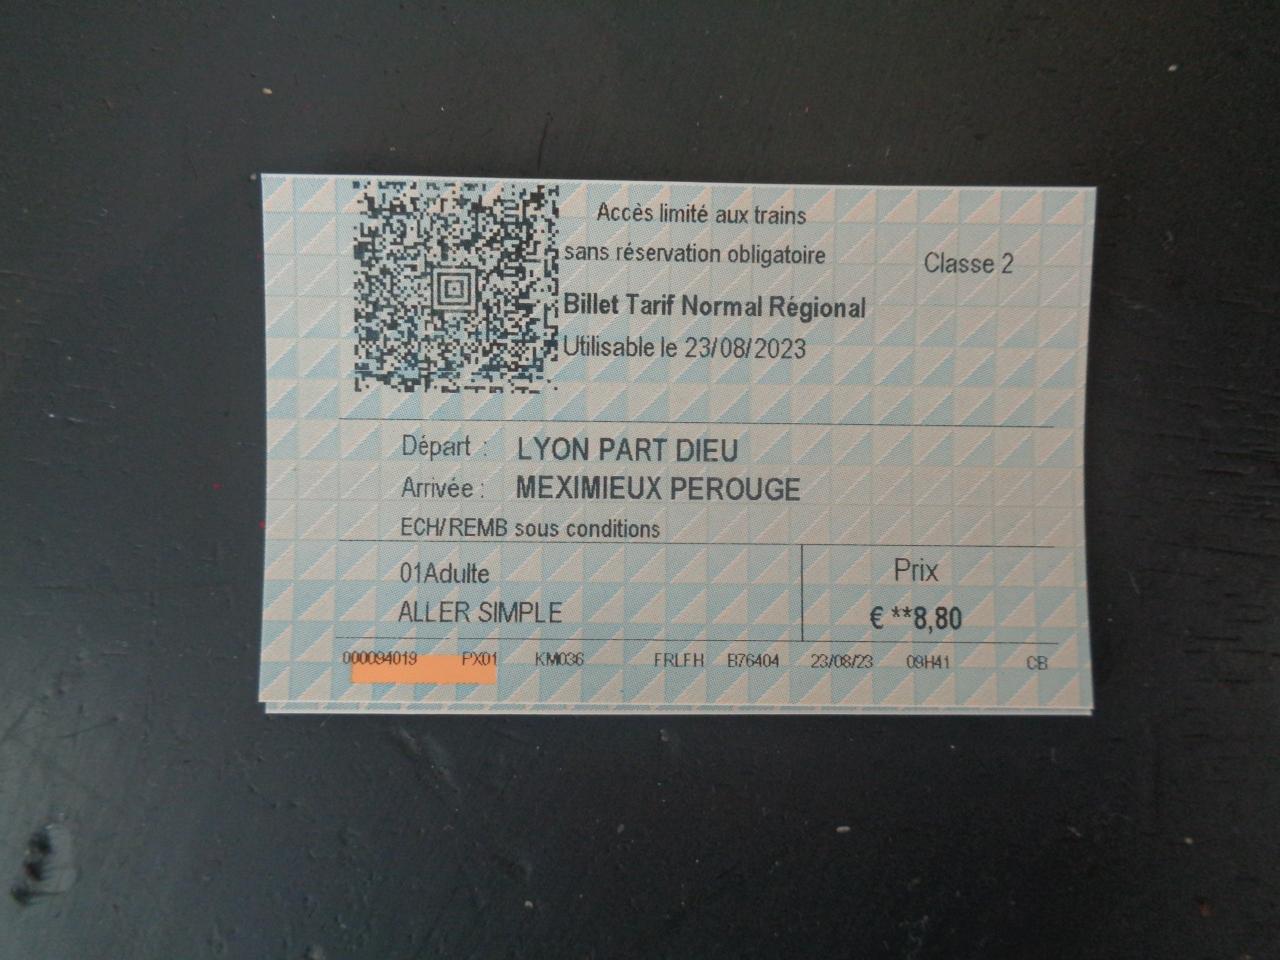 Accès limité aux trains
sans réservation obligatoire
Classe 2
Billet Tarif Normal Régional
Utilisable le 23/08/2023
Départ : LYON PART DIEU
Arrivée : MEXIMIEUX PEROUGE
ECH/REMB sous conditions
01Adulte
ALLER SIMPLE
Prix
€ **8,80
000094019 PX01 KM036 FRLFH B76404 23/08/23 09H41 CB